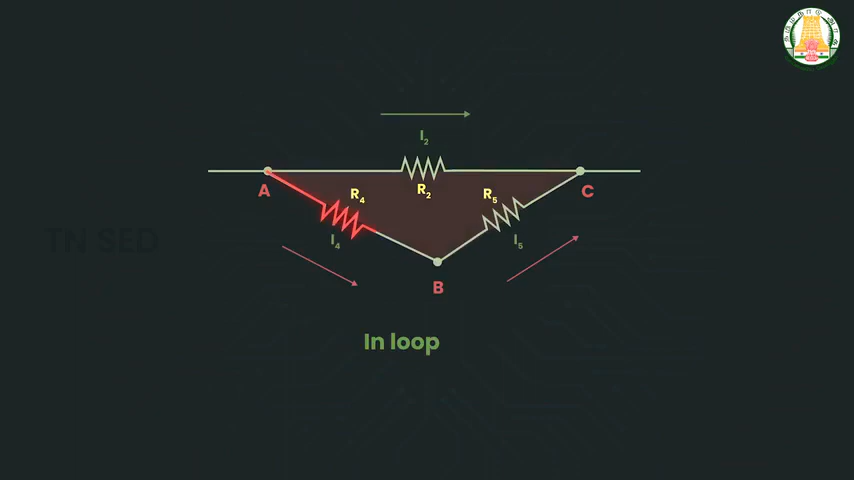 I₂
A
R₄
R₂
R₅
C
I₄
I₅
B
In loop
TN SED